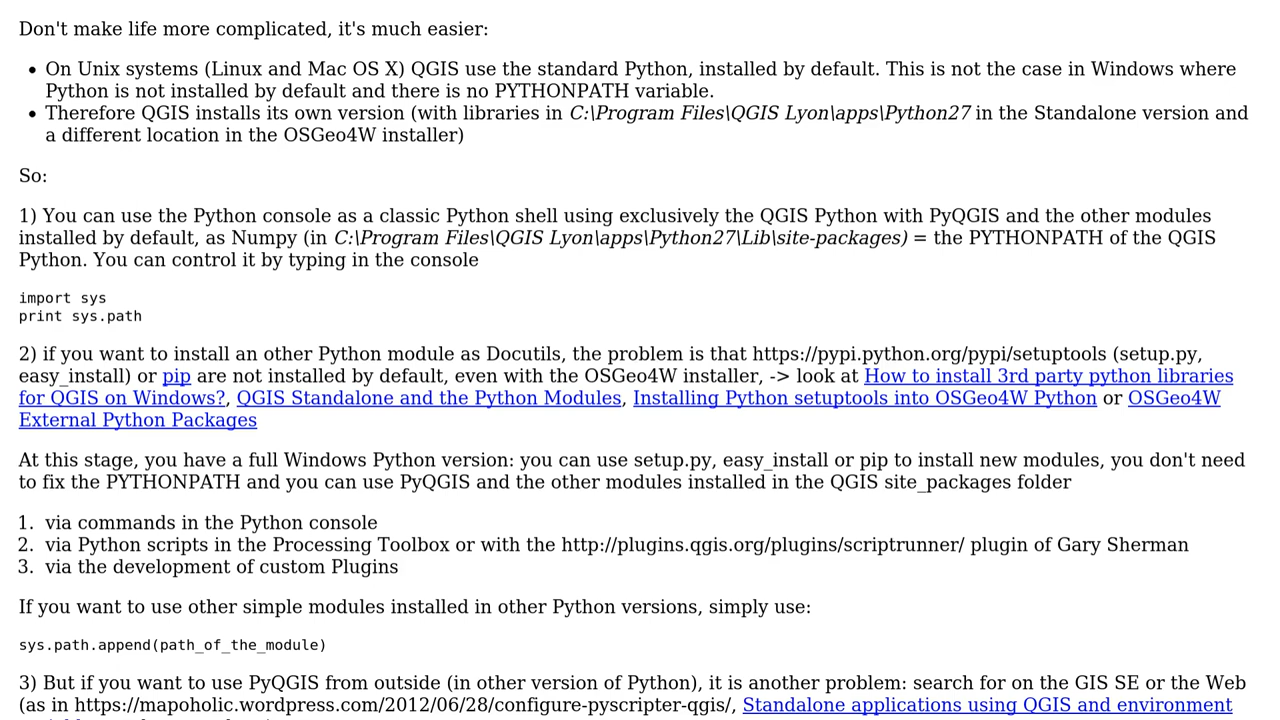 Don't make life more complicated, it's much easier:
• On Unix systems (Linux and Mac OS X) QGIS use the standard Python, installed by default. This is not the case in Windows where
Python is not installed by default and there is no PYTHONPATH variable.
• Therefore QGIS installs its own version (with libraries in C:\Program Files\QGIS Lyon\apps\Python27 in the Standalone version and
a different location in the OSGeo4W installer)
So:
1) You can use the Python console as a classic Python shell using exclusively the QGIS Python with PyQGIS and the other modules
installed by default, as Numpy (in C:\Program Files\QGIS Lyon\apps\Python27\Lib\site-packages) = the PYTHONPATH of the QGIS
Python. You can control it by typing in the console
import sys
print sys.path
2) if you want to install an other Python module as Docutils, the problem is that https://pypi.python.org/pypi/setuptools (setup.py,
easy_install) or pip are not installed by default, even with the OSGeo4W installer, -> look at How to install 3rd party python libraries
for QGIS on Windows?, QGIS Standalone and the Python Modules, Installing Python setuptools into OSGeo4W Python or OSGeo4W
External Python Packages
At this stage, you have a full Windows Python version: you can use setup.py, easy_install or pip to install new modules, you don't need
to fix the PYTHONPATH and you can use PyQGIS and the other modules installed in the QGIS site_packages folder
1. via commands in the Python console
2. via Python scripts in the Processing Toolbox or with the http://plugins.qgis.org/plugins/scriptrunner/ plugin of Gary Sherman
3. via the development of custom Plugins
If you want to use other simple modules installed in other Python versions, simply use:
sys.path.append(path_of_the_module)
3) But if you want to use PyQGIS from outside (in other version of Python), it is another problem: search for on the GIS SE or the Web
(as in https://mapoholic.wordpress.com/2012/06/28/configure-pyscripter-qgis/, Standalone applications using QGIS and environment